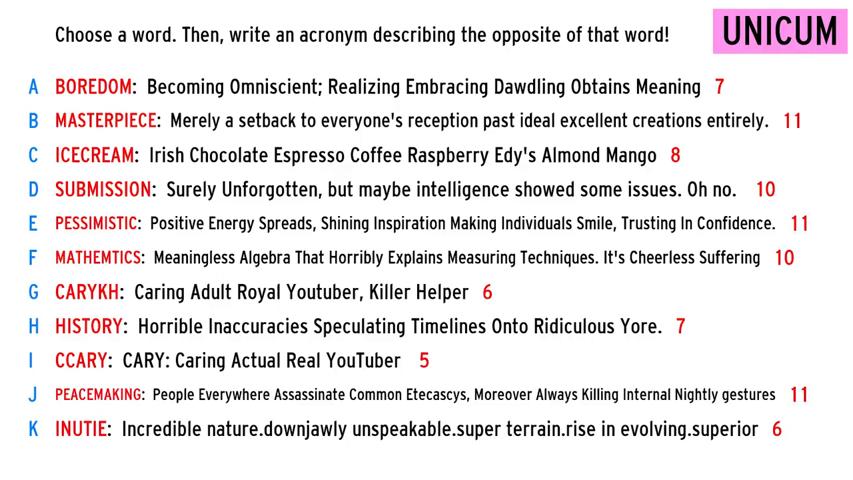 Choose a word. Then, write an acronym describing the opposite of that word!
UNICUM
A BOREDOM: Becoming Omniscient; Realizing Embracing Dawdling Obtains Meaning 7
B MASTERPIECE: Merely a setback to everyone's reception past ideal excellent creations entirely. 11
C ICECREAM: Irish Chocolate Espresso Coffee Raspberry Edy's Almond Mango 8
D SUBMISSION: Surely Unforgotten, but maybe intelligence showed some issues. Oh no. 10
E PESSIMISTIC: Positive Energy Spreads, Shining Inspiration Making Individuals Smile, Trusting In Confidence. 11
F MATHEMTICS: Meaningless Algebra That Horribly Explains Measuring Techniques. It's Cheerless Suffering 10
G CARYKH: Caring Adult Royal Youtuber, Killer Helper 6
H HISTORY: Horrible Inaccuracies Speculating Timelines Onto Ridiculous Yore. 7
I CCARY: CARY: Caring Actual Real YouTuber 5
J PEACEMAKING: People Everywhere Assassinate Common Etecascys, Moreover Always Killing Internal Nightly gestures 11
K INUTIE: Incredible nature.downjawly unspeakable.super terrain.rise in evolving.superior 6